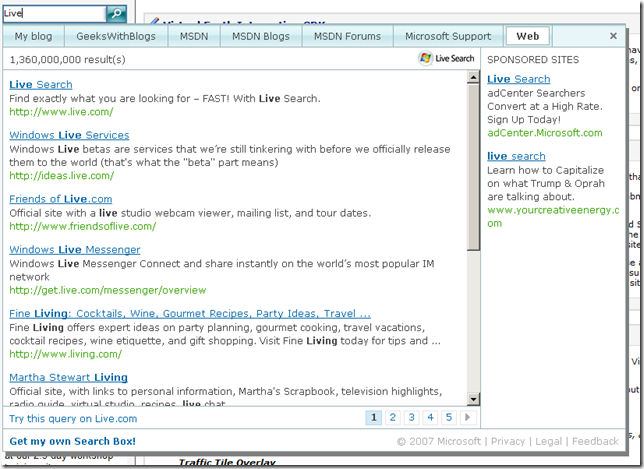 Live
Virtual Earth Interactive SDK
My blog
GeeksWithBlogs
MSDN
MSDN Blogs
MSDN Forums
Microsoft Support
Web
1,360,000,000 result(s)
Live Search
Live Search
Find exactly what you are looking for – FAST! With Live Search.
http://www.live.com/
Windows Live Services
Windows Live betas are services that we're still tinkering with before we officially release
them to the world (that's what the "beta" part means)
http://ideas.live.com/
Friends of Live.com
Official site with a live studio webcam viewer, mailing list, and tour dates.
http://www.friendsoflive.com/
Windows Live Messenger
Windows Live Messenger Connect and share instantly on the world's most popular IM
network
http://get.live.com/messenger/overview
Fine Living: Cocktails, Wine, Gourmet Recipes, Party Ideas, Travel ...
Fine Living offers expert ideas on party planning, gourmet cooking, travel vacations,
cocktail recipes, wine etiquette, and gift shopping. Visit Fine Living today for tips and ...
http://www.living.com/
Martha Stewart Living
Official site, with links to personal information, Martha's Scrapbook, television highlights,
radio guide, virtual studio, recipes, live chat
SPONSORED SITES
Live Search
adCenter Searchers
Convert at a High Rate.
Sign Up Today!
adCenter.Microsoft.com
live search
Learn how to Capitalize
on what Trump & Oprah
are talking about.
www.yourcreativeenergy.c
om
Try this query on Live.com
1 2 3 4 5
Get my own Search Box!
© 2007 Microsoft | Privacy | Legal | Feedback
at our 2.5 day workshop
Traffic Tile Overlay